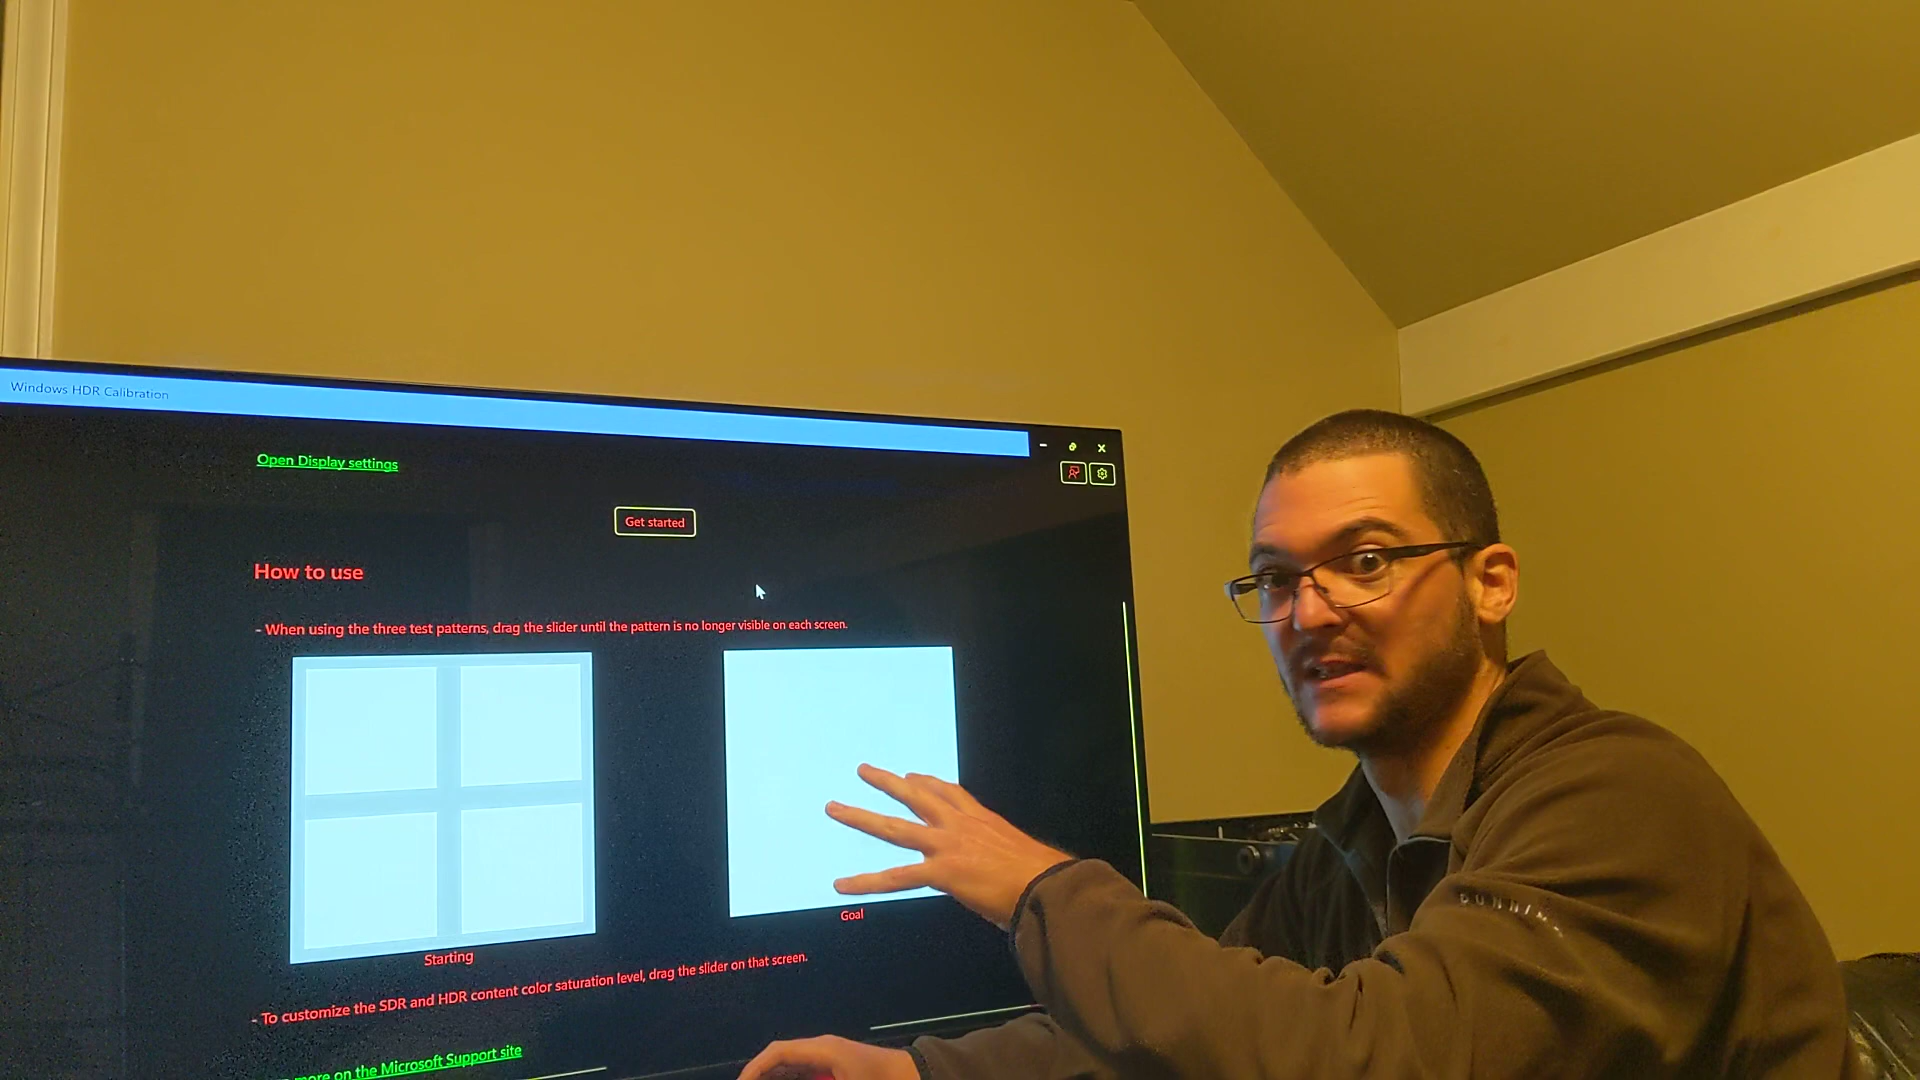 Windows HDR Calibration
Open Display settings
Get started
How to use
- When using the three test patterns, drag the slider until the pattern is no longer visible on each screen.
Starting
Goal
- To customize the SDR and HDR content color saturation level, drag the slider on that screen.
more on the Microsoft Support site